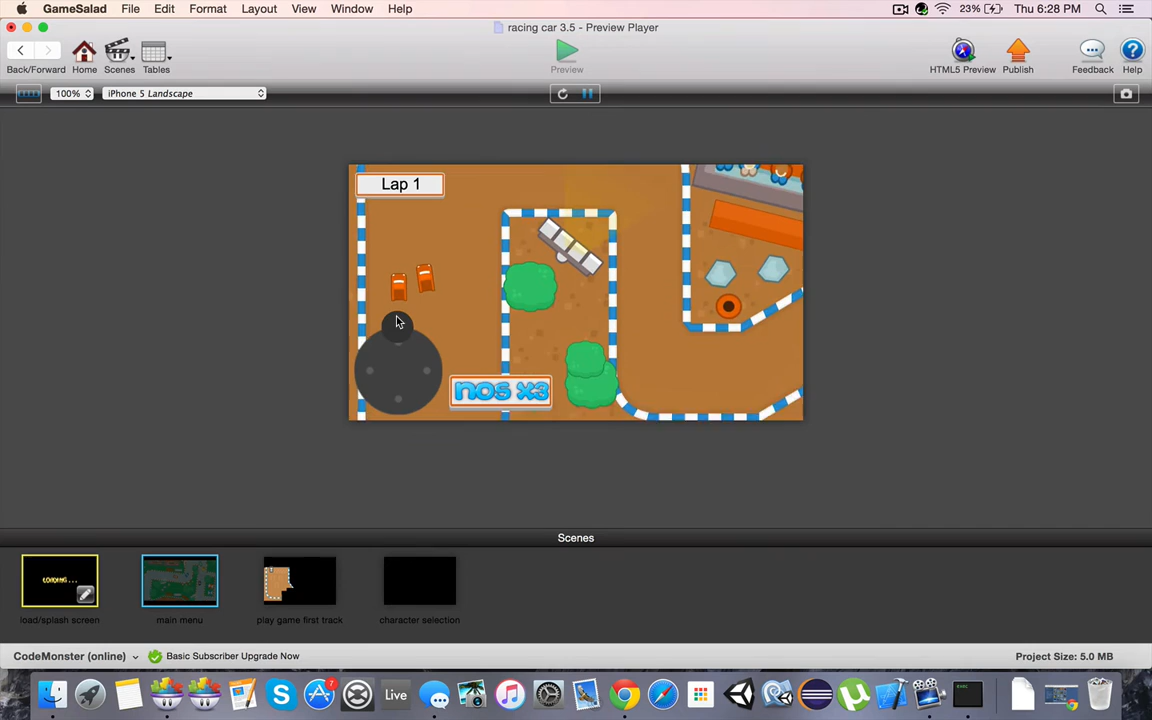 GameSalad File Edit Format Layout View Window Help 23% Thu 6:28 PM
racing car 3.5 - Preview Player
Back/Forward Home Scenes Tables Preview HTML5 Preview Publish Feedback Help
100% iPhone 5 Landscape
Lap 1
nos x3
Scenes
LOADING...
load/splash screen main menu play game first track character selection
CodeMonster (online) Basic Subscriber Upgrade Now Project Size: 5.0 MB
7
Live